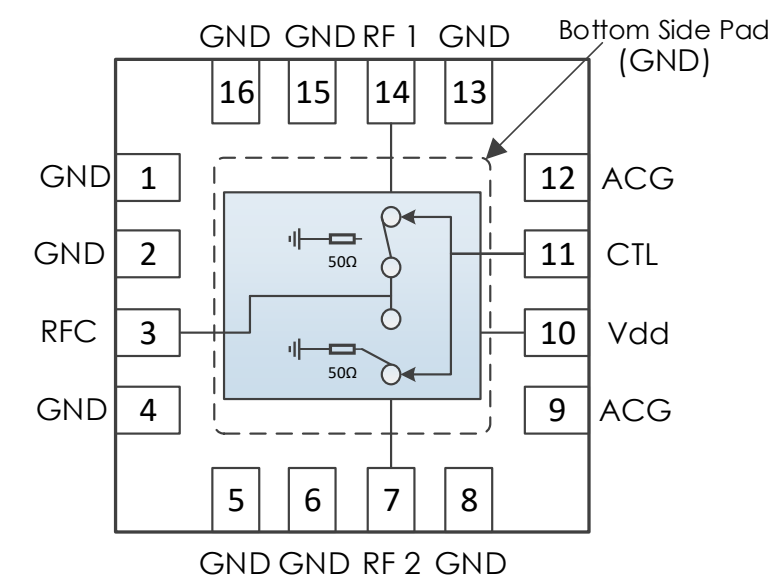 GND GND RF 1 GND
Bottom Side Pad
(GND)
16 15 14 13
GND 1
12 ACG
50Ω
GND 2
11 CTL
RFC 3
10 Vdd
50Ω
GND 4
9 ACG
5 6 7 8
GND GND RF 2 GND